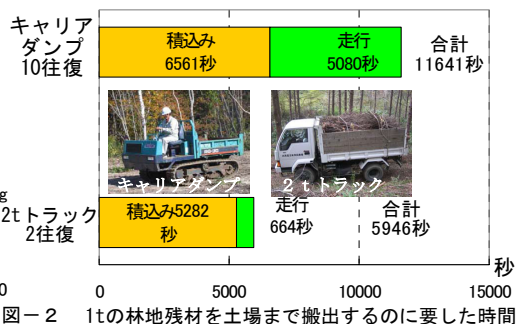 キャリア
ダンプ
10往復
積込み
6561秒
走行
5080秒
合計
11641秒
キャリアダンプ
2tトラック
g
2tトラック
2往復
積込み5282
秒
走行
664秒
合計
5946秒
秒
0
0
5000
10000
15000
図－2 1tの林地残材を土場まで搬出するのに要した時間